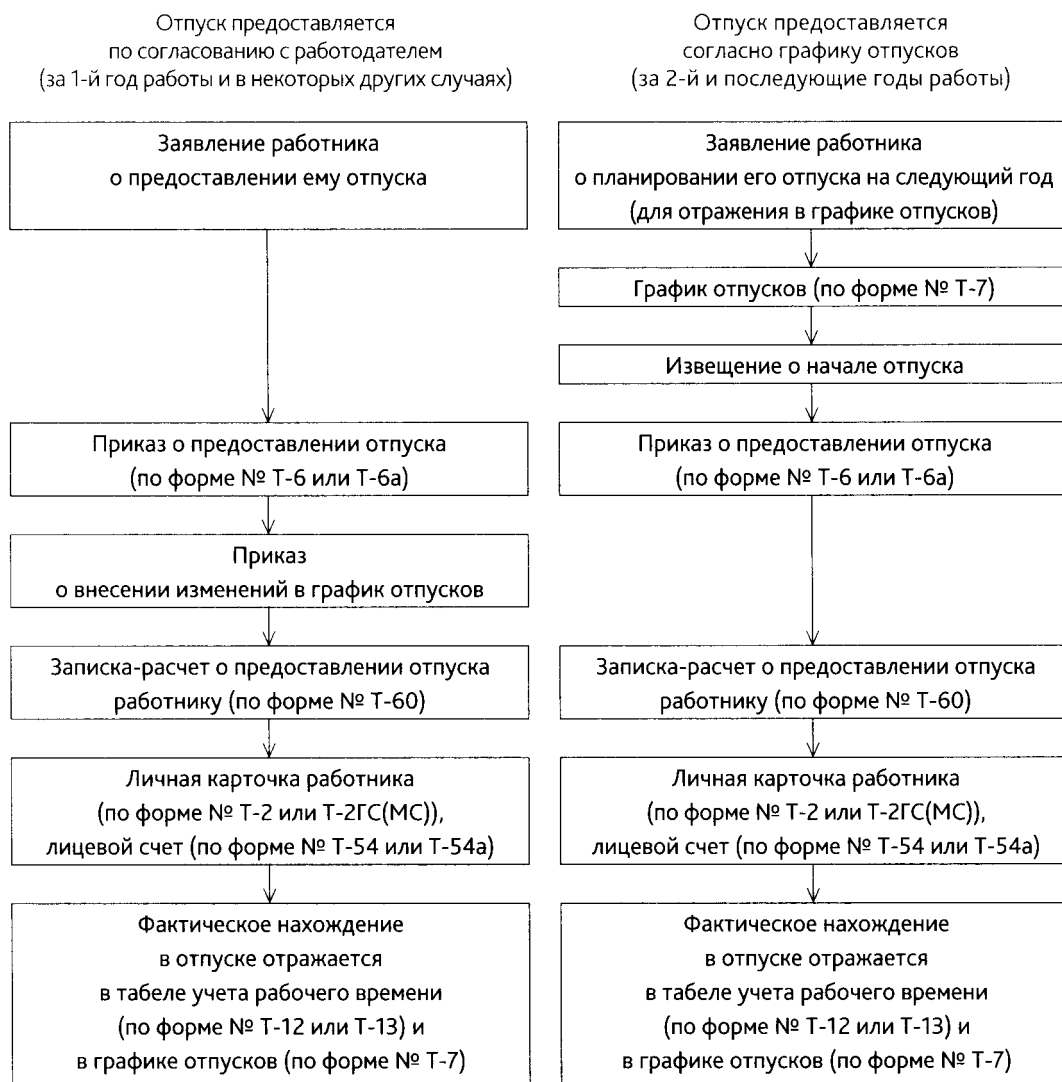 Отпуск предоставляется
по согласованию с работодателем
(за 1-й год работы и в некоторых других случаях)
Заявление работника
о предоставлении ему отпуска
Приказ о предоставлении отпуска
(по форме № Т-6 или Т-6а)
Приказ
о внесении изменений в график отпусков
Записка-расчет о предоставлении отпуска
работнику (по форме № Т-60)
Личная карточка работника
(по форме № Т-2 или Т-2ГС(МС)),
лицевой счет (по форме № Т-54 или Т-54а)
Фактическое нахождение
в отпуске отражается
в табеле учета рабочего времени
(по форме № Т-12 или Т-13) и
в графике отпусков (по форме № Т-7)
Отпуск предоставляется
согласно графику отпусков
(за 2-й и последующие годы работы)
Заявление работника
о планировании его отпуска на следующий год
(для отражения в графике отпусков)
График отпусков (по форме № Т-7)
Извещение о начале отпуска
Приказ о предоставлении отпуска
(по форме № Т-6 или Т-6а)
Записка-расчет о предоставлении отпуска
работнику (по форме № Т-60)
Личная карточка работника
(по форме № Т-2 или Т-2ГС(МС)),
лицевой счет (по форме № Т-54 или Т-54а)
Фактическое нахождение
в отпуске отражается
в табеле учета рабочего времени
(по форме № Т-12 или Т-13) и
в графике отпусков (по форме № Т-7)